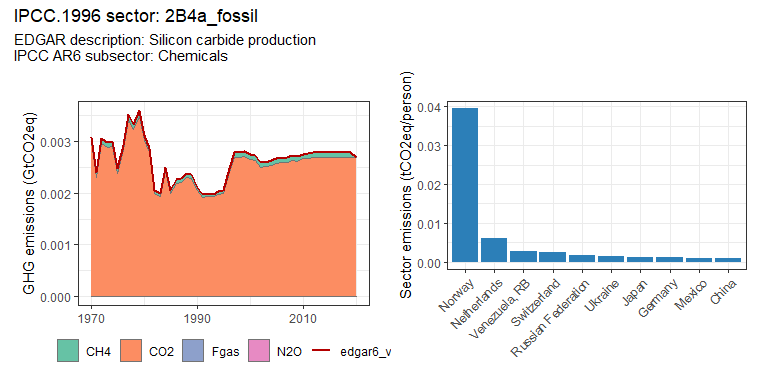 IPCC.1996 sector: 2B4a_fossil
EDGAR description: Silicon carbide production
IPCC AR6 subsector: Chemicals
GHG emissions (GtCO2eq)
0.003
0.002
0.001
0.000
1970
1990
2010
CH4
CO2
Fgas
N2O
edgar6_v
Sector emissions (tCO2eq/person)
0.04
0.03
0.02
0.01
0.00
Norway
Netherlands
Venezuela, RB
Switzerland
Russian Federation
Ukraine
Japan
Germany
Mexico
China